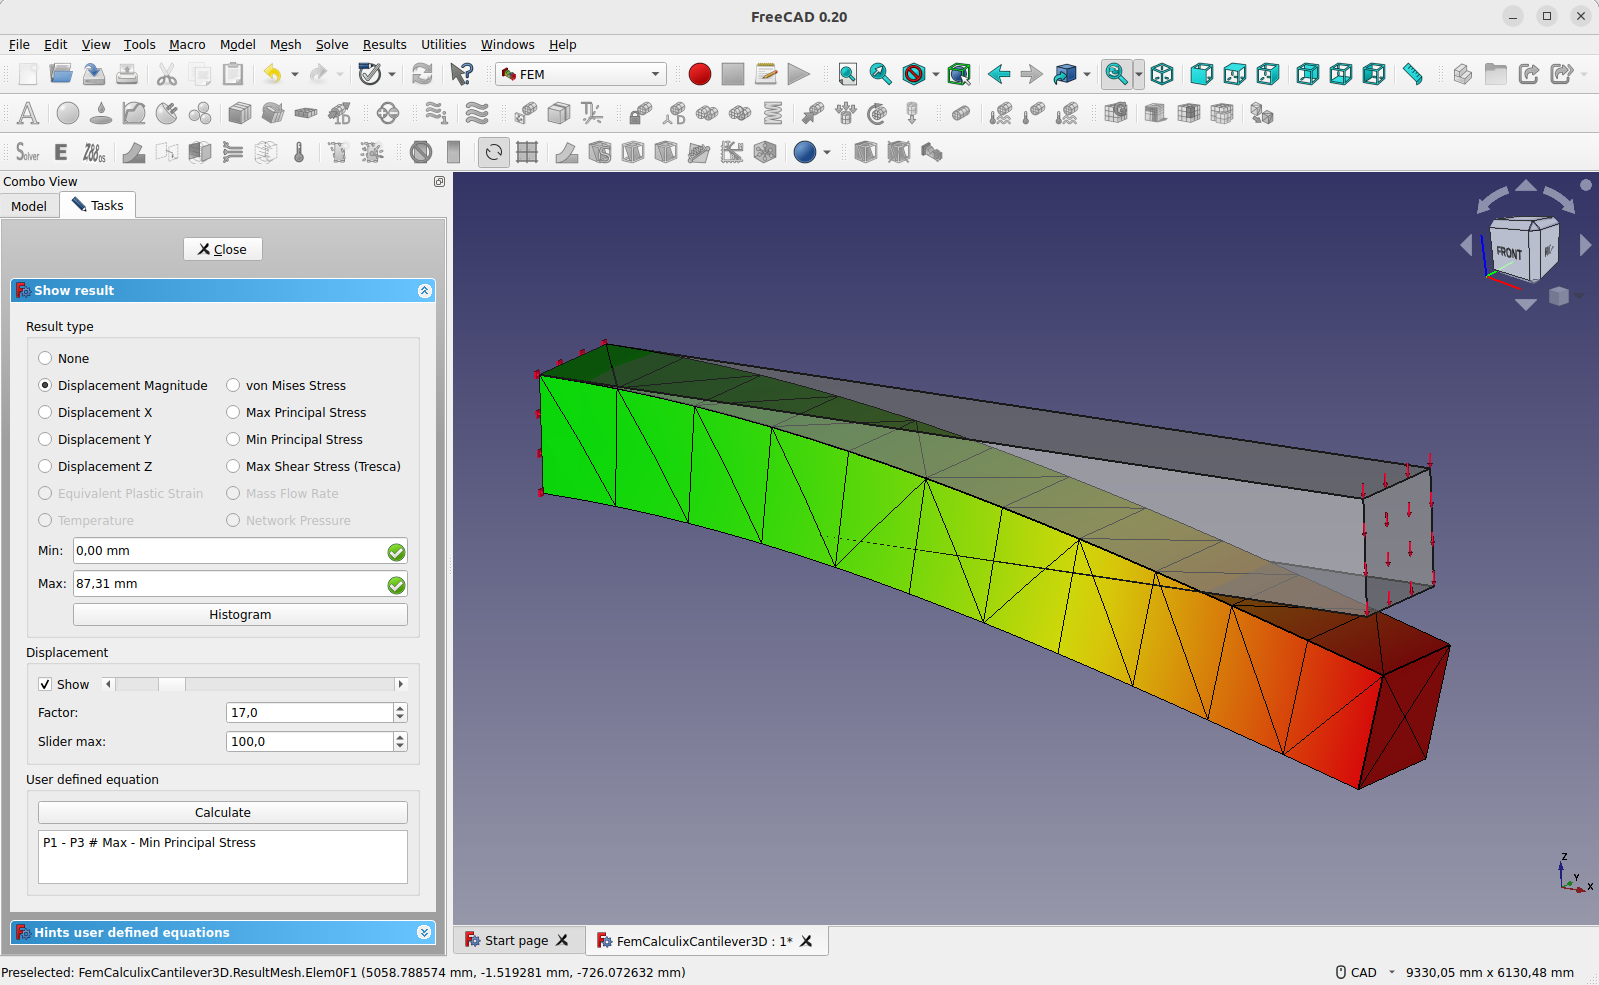 FreeCAD 0.20
File Edit View Tools Macro Model Mesh Solve Results Utilities Windows Help
FEM
A
Solver E Z88os
Combo View
Model Tasks
Close
Show result
Result type
None
Displacement Magnitude von Mises Stress
Displacement X Max Principal Stress
Displacement Y Min Principal Stress
Displacement Z Max Shear Stress (Tresca)
Equivalent Plastic Strain Mass Flow Rate
Temperature Network Pressure
Min: 0,00 mm
Max: 87,31 mm
Histogram
Displacement
Show
Factor: 17,0
Slider max: 100,0
User defined equation
Calculate
P1 - P3 # Max - Min Principal Stress
Hints user defined equations
FRONT
Z
Y
X
Start page FemCalculixCantilever3D : 1*
Preselected: FemCalculixCantilever3D.ResultMesh.Elem0F1 (5058.788574 mm, -1.519281 mm, -726.072632 mm) CAD 9330,05 mm x 6130,48 mm